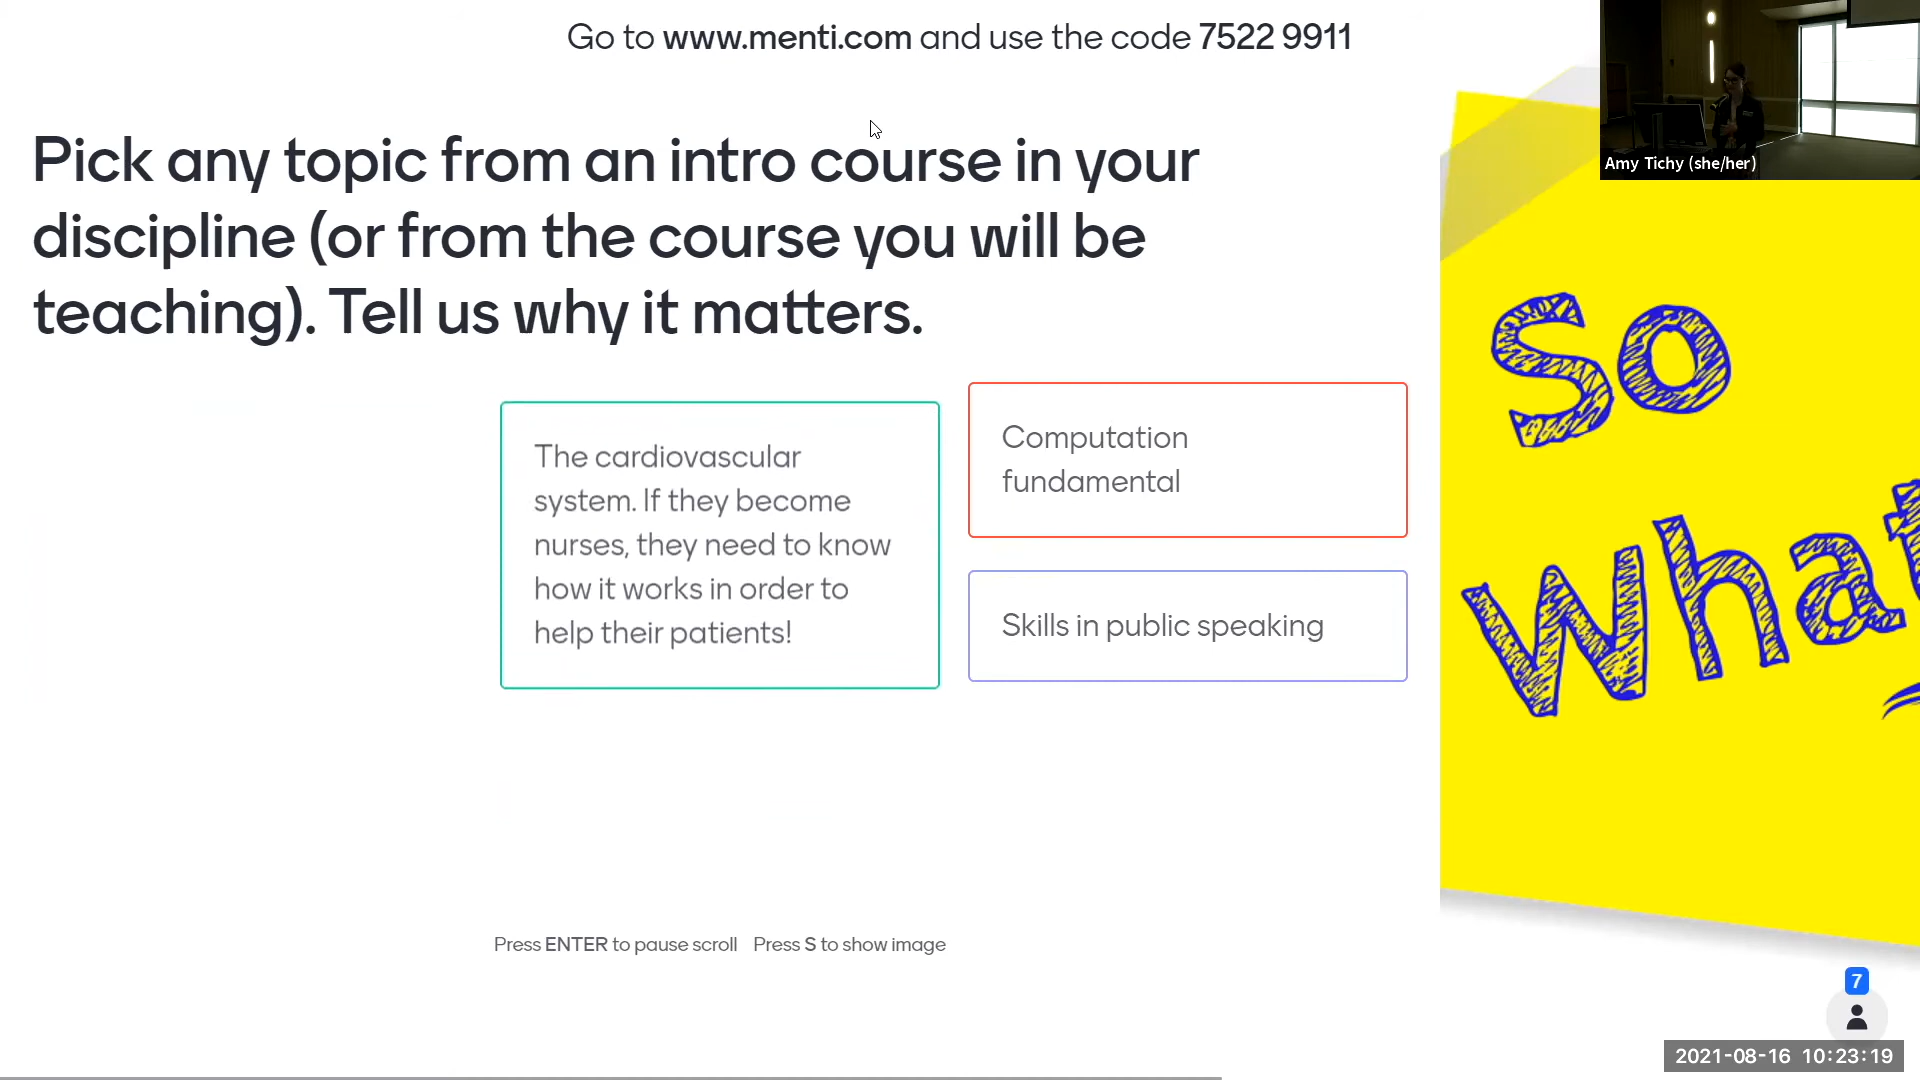 Go to www.menti.com and use the code 7522 9911
Pick any topic from an intro course in your
discipline (or from the course you will be
teaching). Tell us why it matters.
The cardiovascular
system. If they become
nurses, they need to know
how it works in order to
help their patients!
Computation
fundamental
Skills in public speaking
So
What
Amy Tichy (she/her)
Press ENTER to pause scroll Press S to show image
7
2021-08-16 10:23:19